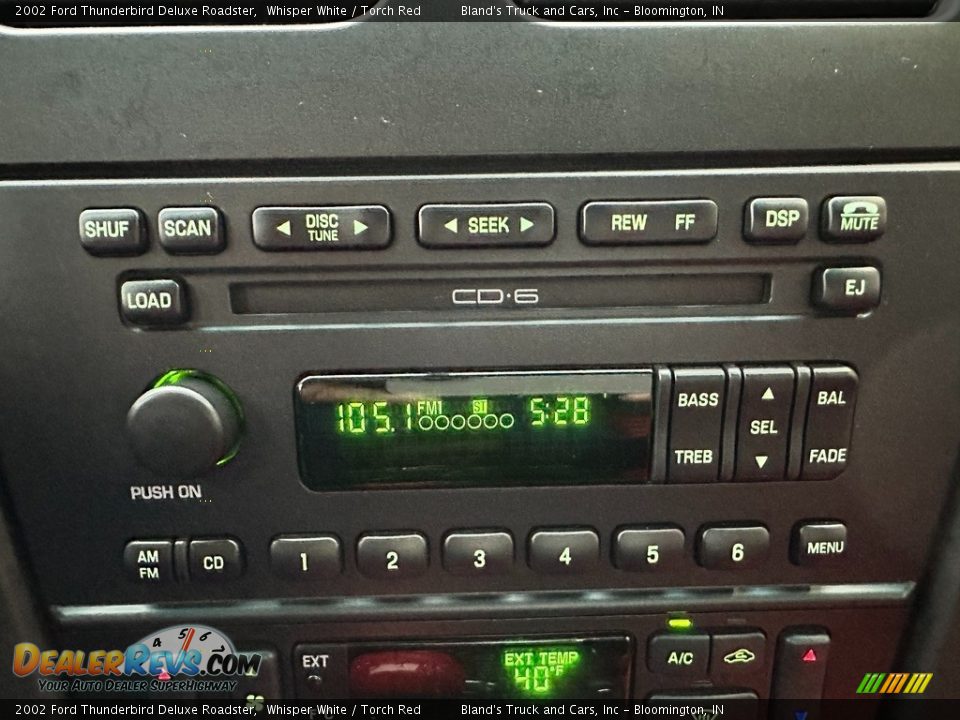 2002 Ford Thunderbird Deluxe Roadster, Whisper White / Torch Red Bland's Truck and Cars, Inc - Bloomington, IN
SHUF SCAN DISC TUNE SEEK REW FF DSP MUTE
LOAD CD·6 EJ
105.1 FM1 ST 5:28
BASS SEL BAL
TREB FADE
PUSH ON
AM FM CD 1 2 3 4 5 6 MENU
EXT EXT TEMP 40°F A/C
4 5 6
DEALERREVS.COM
Your Auto Dealer SuperHighway
2002 Ford Thunderbird Deluxe Roadster, Whisper White / Torch Red Bland's Truck and Cars, Inc - Bloomington, IN